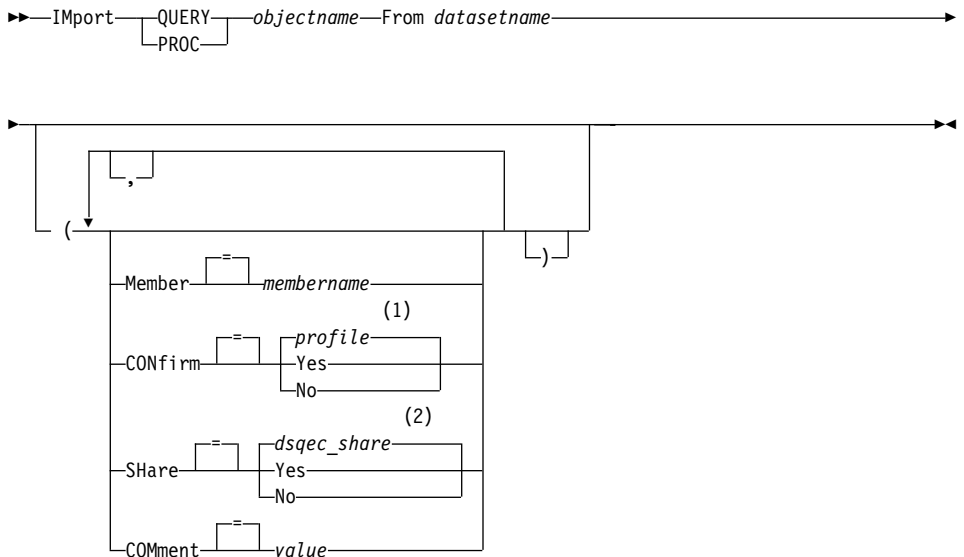 IMport QUERY objectname From datasetname
PROC
,
(
)
=
Member membername
(1)
= profile
CONfirm Yes
No
(2)
= dsqec_share
SHare Yes
No
=
COMment value